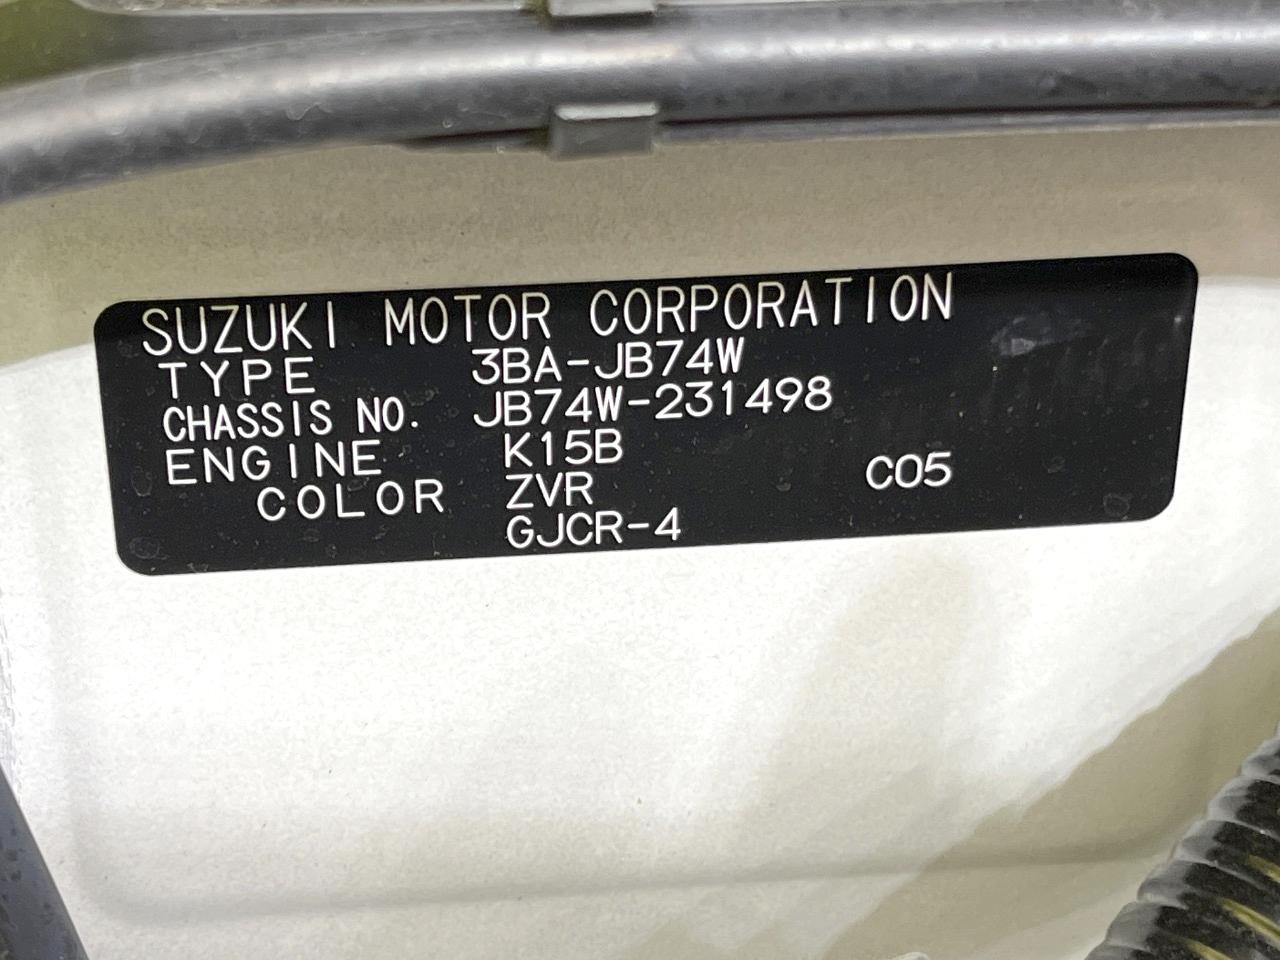 SUZUKI MOTOR CORPORATION
TYPE 3BA-JB74W
CHASSIS NO. JB74W-231498
ENGINE K15B
COLOR ZVR C05
GJCR-4